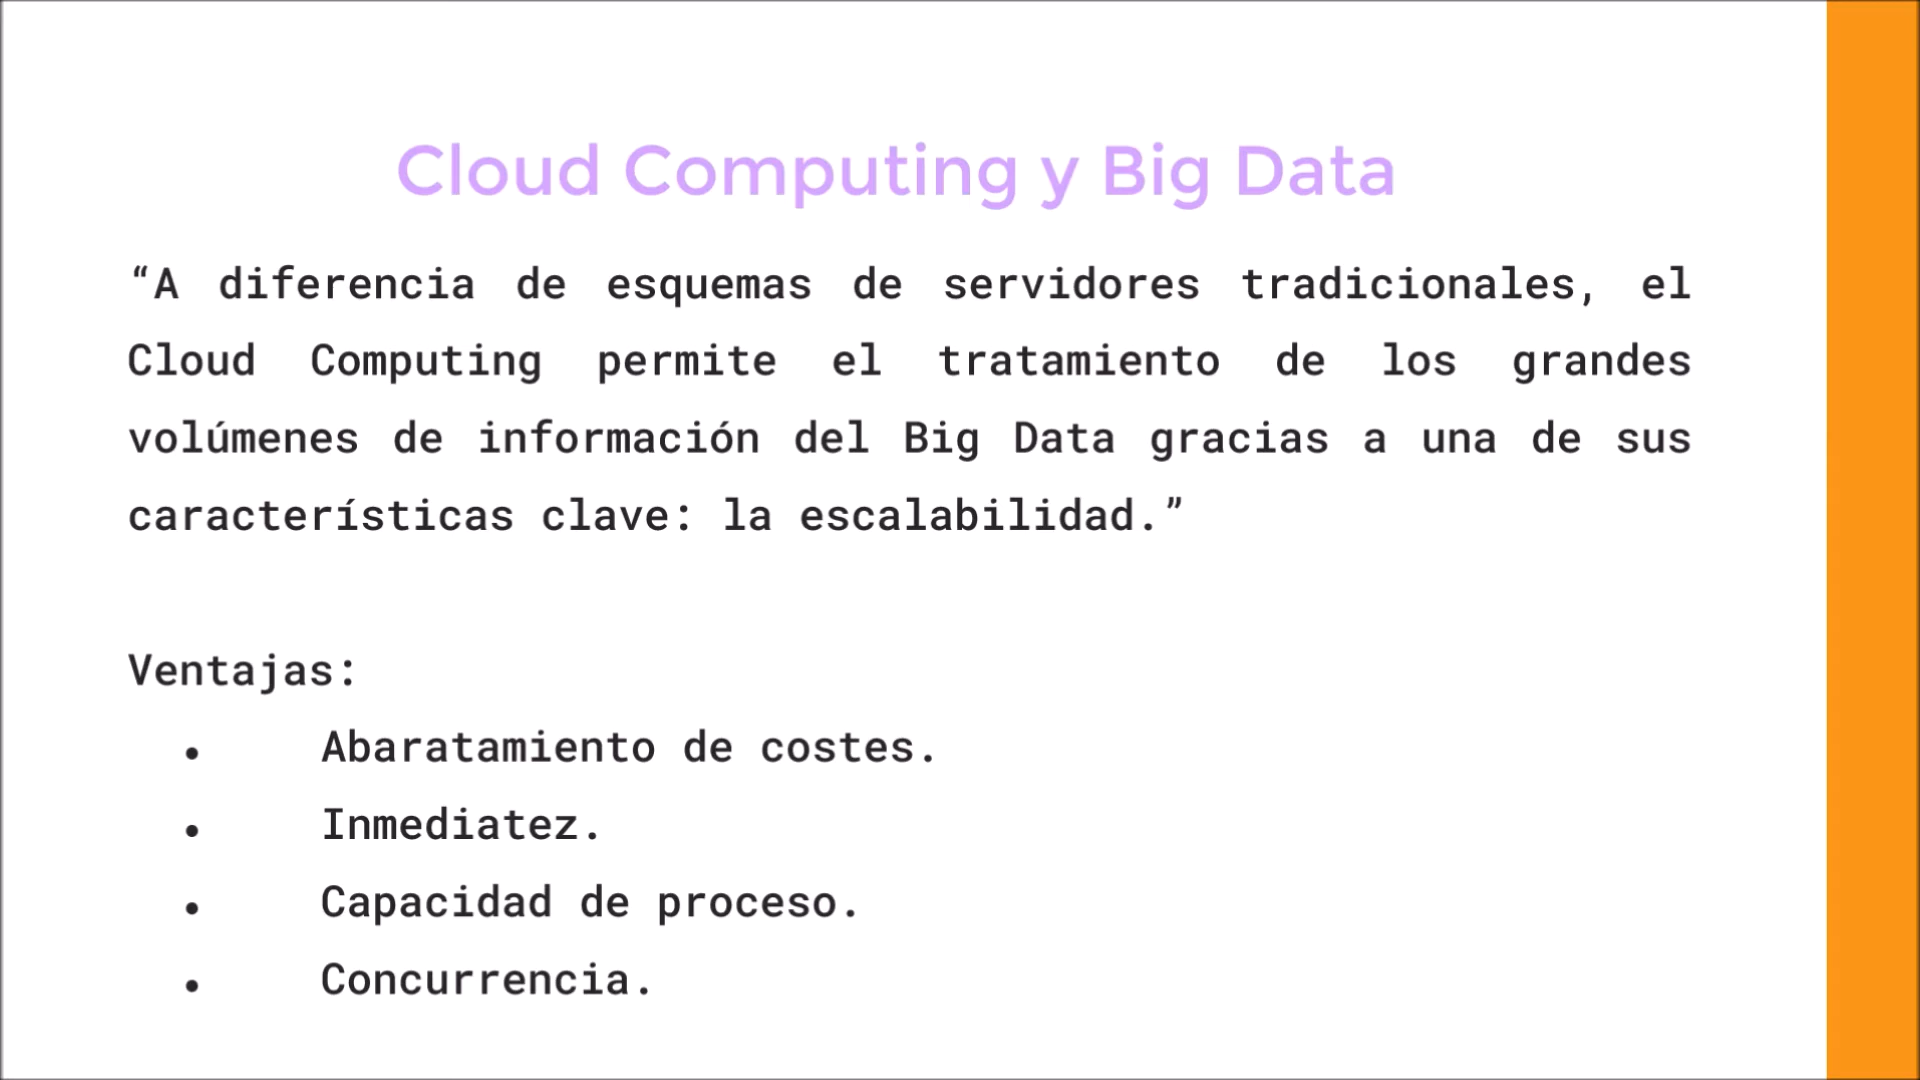 Cloud Computing y Big Data
“A diferencia de esquemas de servidores tradicionales, el
Cloud Computing permite el tratamiento de los grandes
volúmenes de información del Big Data gracias a una de sus
características clave: la escalabilidad.”
Ventajas:
• Abaratamiento de costes.
• Inmediatez.
• Capacidad de proceso.
• Concurrencia.